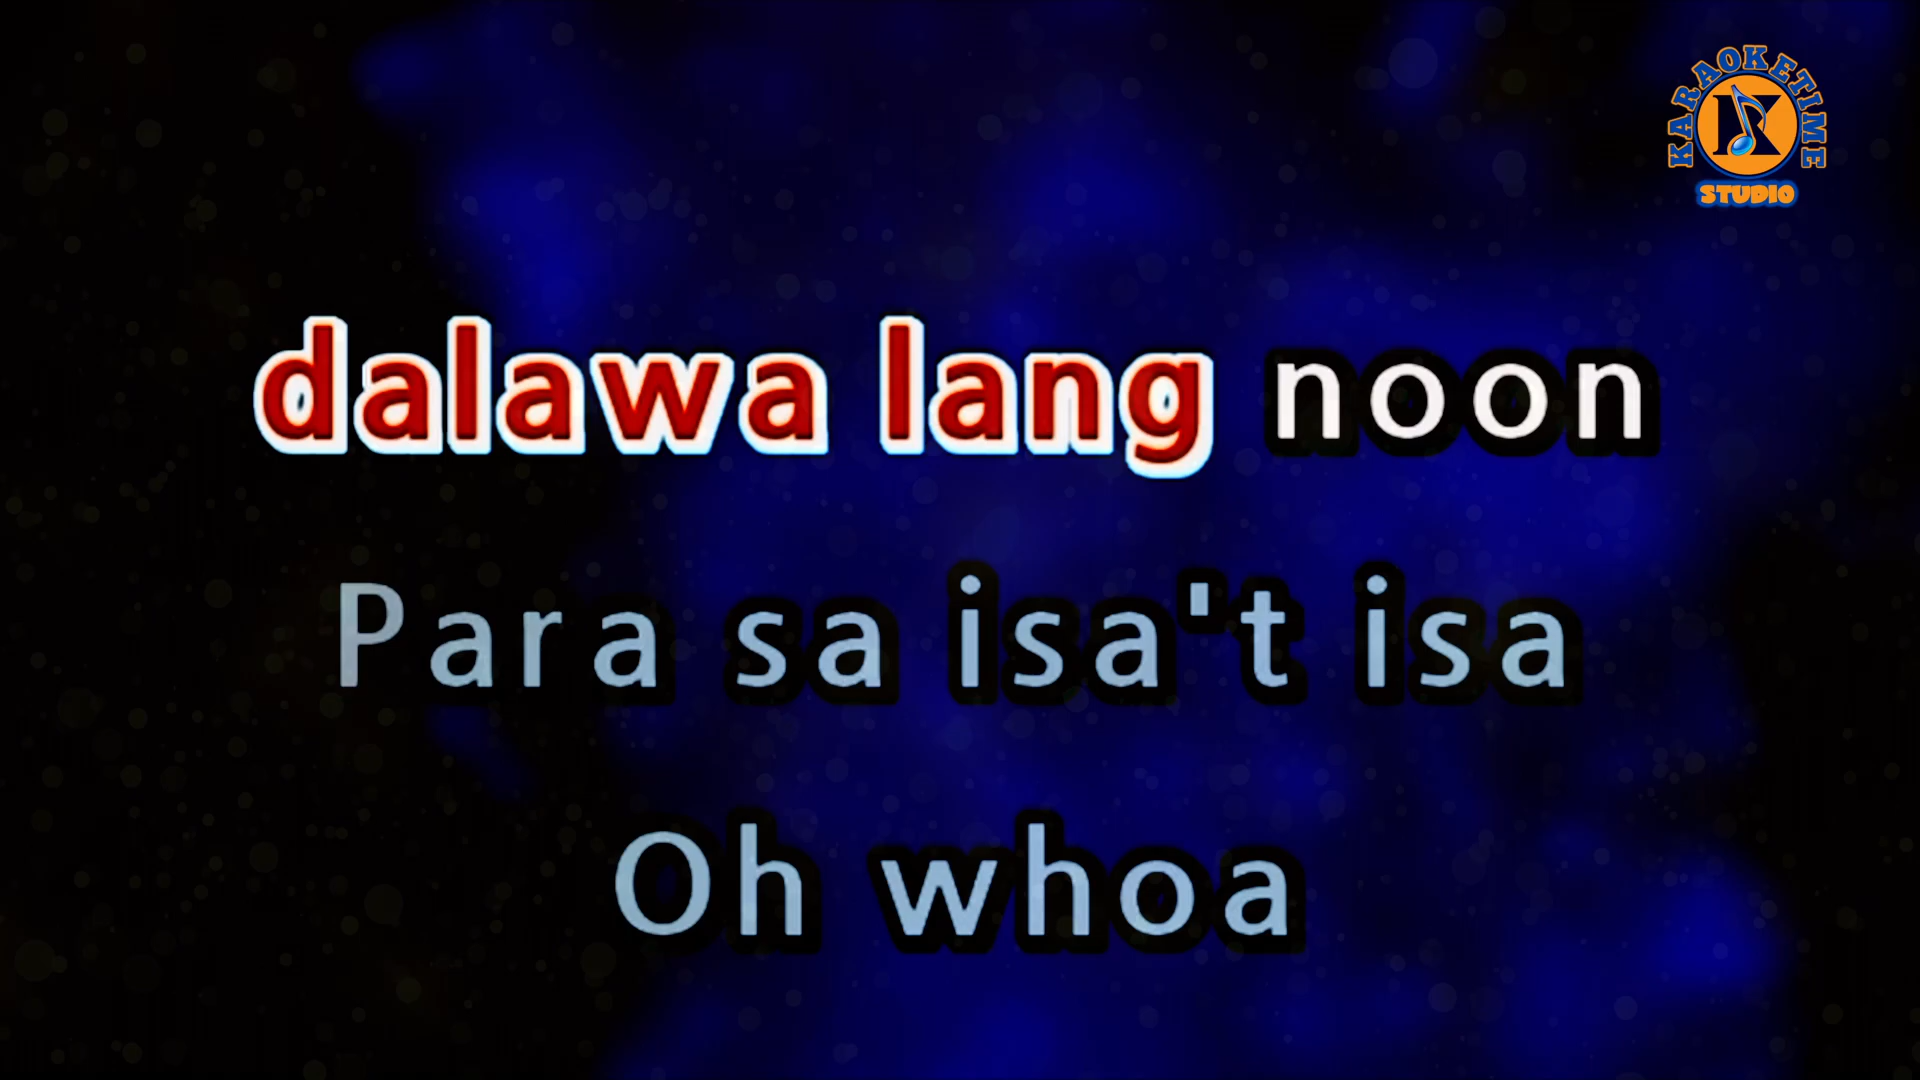 KARAOKETIME
K
STUDIO
dalawa lang noon
Para sa isa't isa
Oh whoa